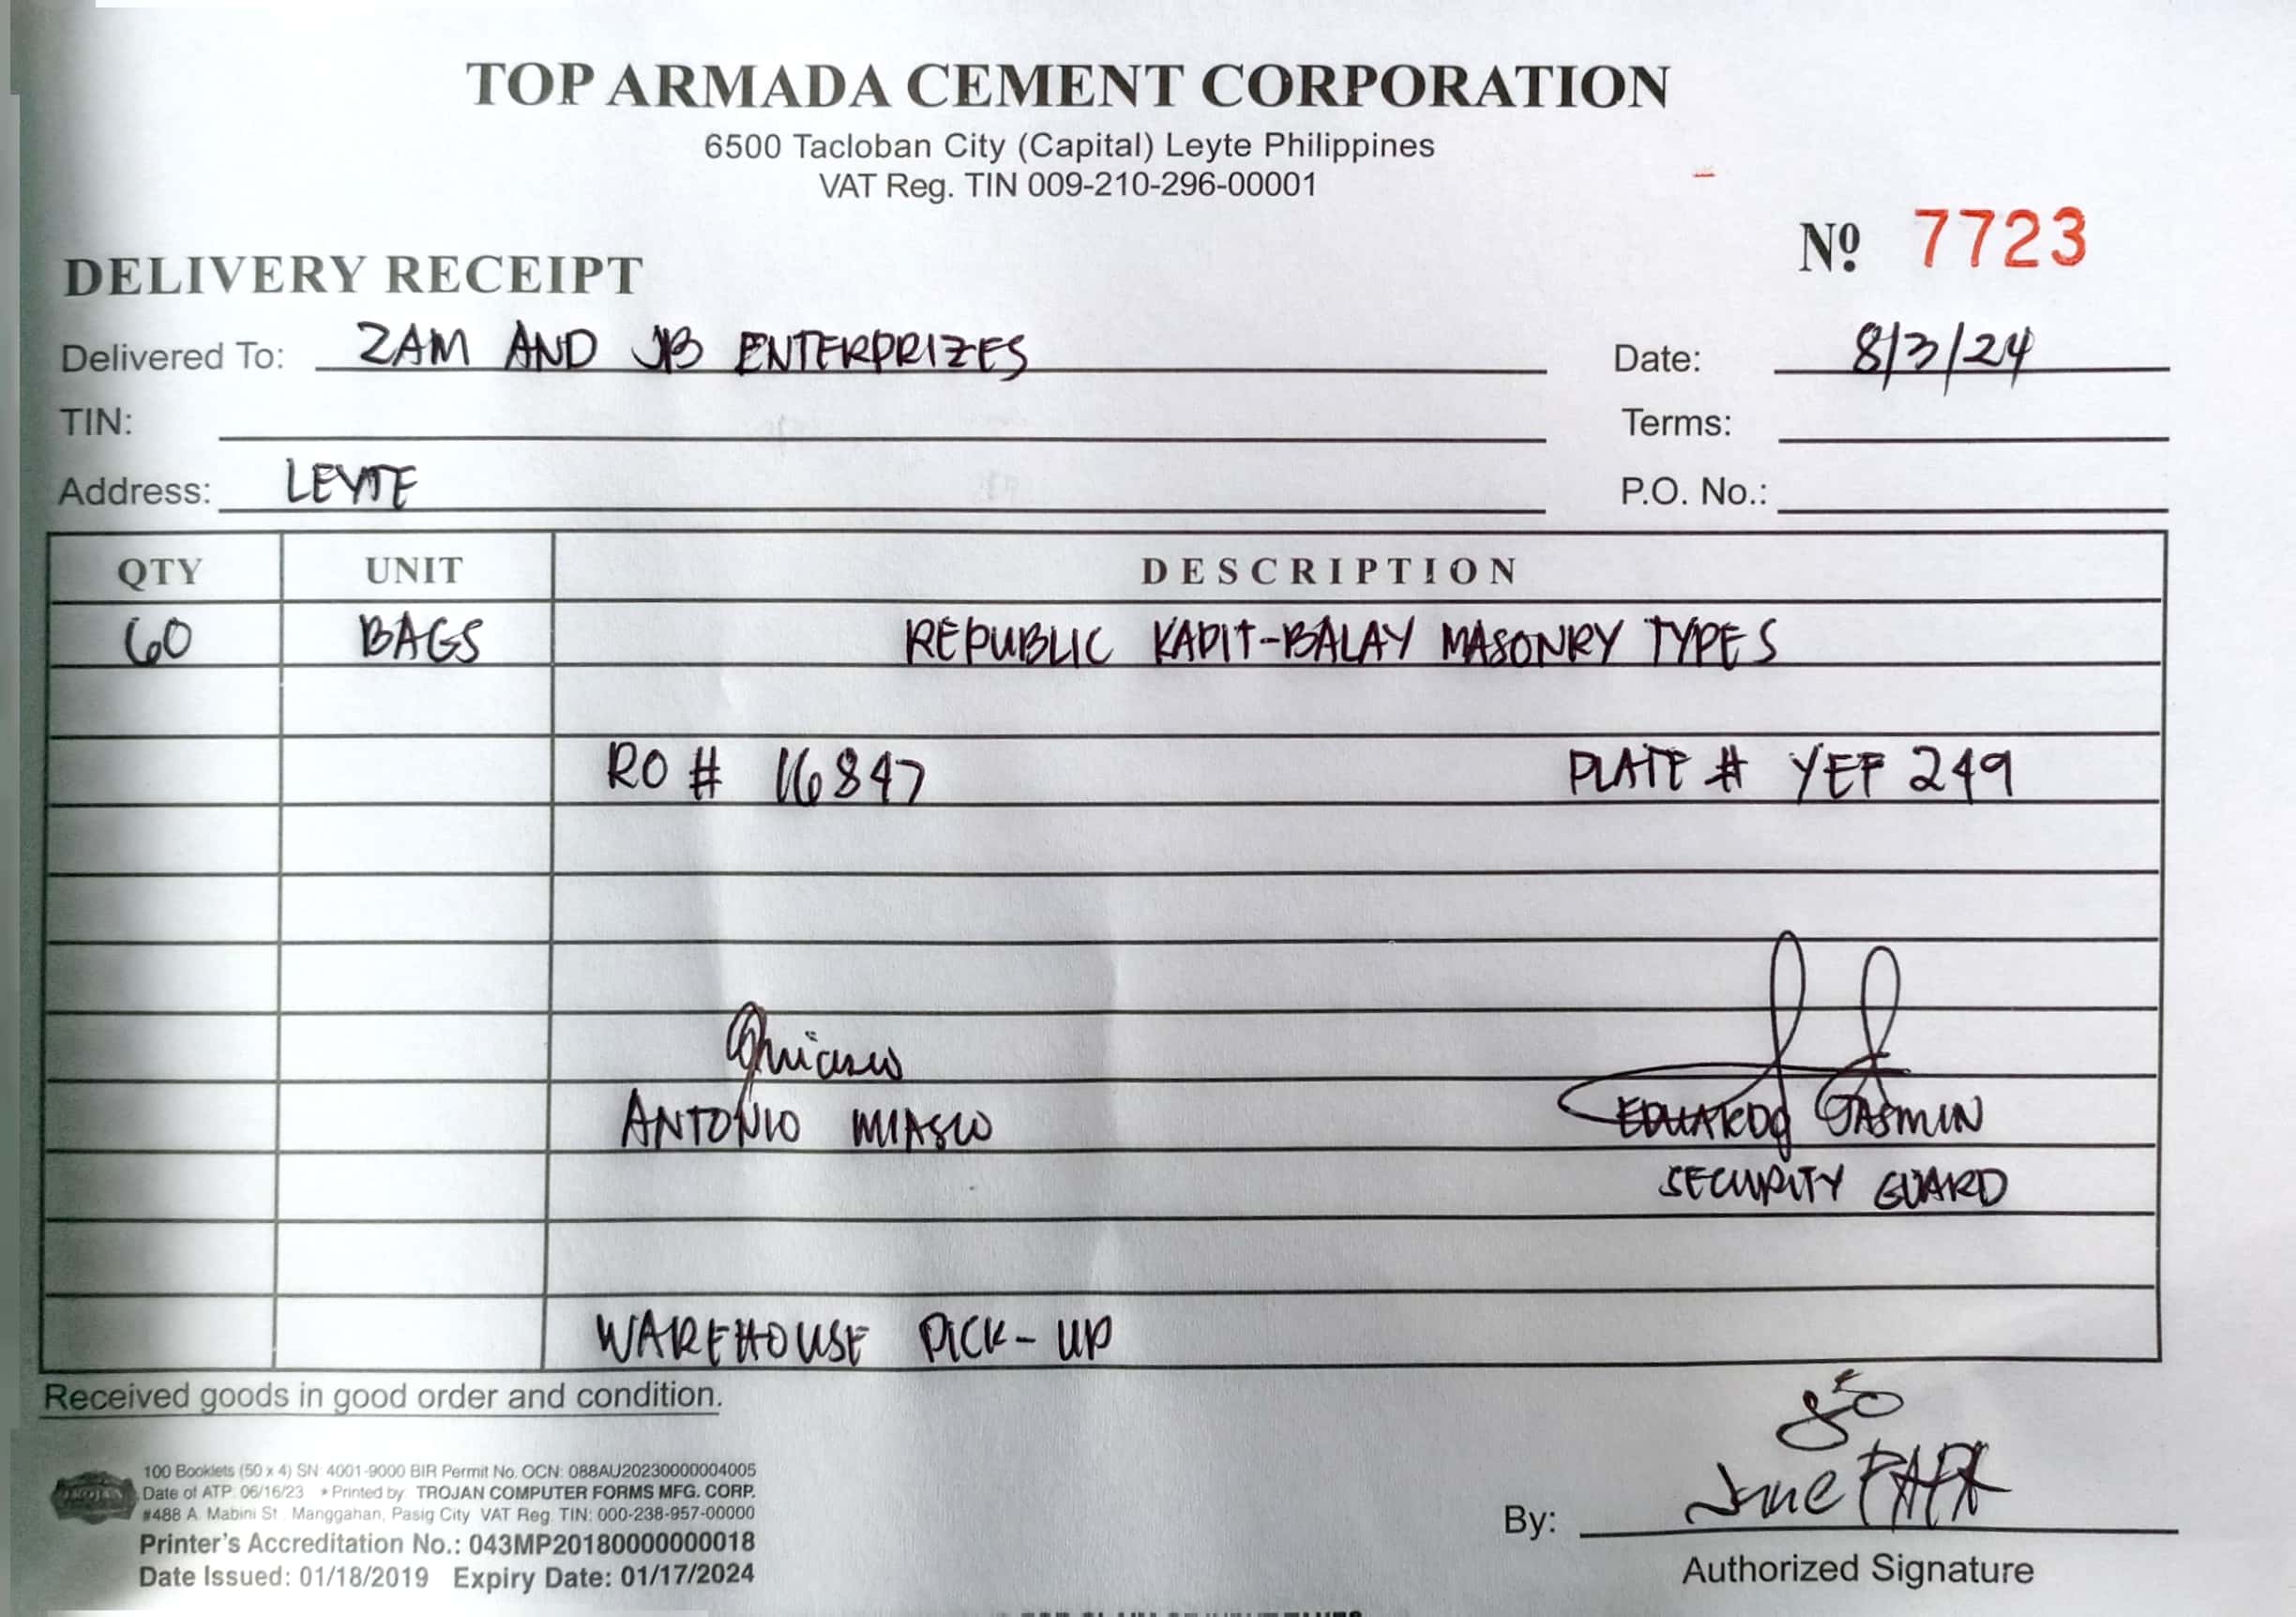 TOP ARMADA CEMENT CORPORATION
6500 Tacloban City (Capital) Leyte Philippines
VAT Reg. TIN 009-210-296-00001
Nº 7723
DELIVERY RECEIPT
Delivered To: ZAM AND JB ENTERPRIZES Date: 8/3/24
TIN: Terms:
Address: LEYTE P.O. No.:
QTY UNIT DESCRIPTION
60 BAGS REPUBLIC KAPIT-BALAY MASONRY TYPE S
RO # 16847 PLATE # YEF 249
ANTONIO MIASCO EDUARDO JASMIN
SECURITY GUARD
WAREHOUSE PICK-UP
Received goods in good order and condition.
100 Booklets (50 x 4) SN: 4001-9000 BIR Permit No. OCN: 088AU20230000004005
Date of ATP: 06/16/23 * Printed by: TROJAN COMPUTER FORMS MFG. CORP.
#488 A. Mabini St., Manggahan, Pasig City VAT Reg. TIN: 000-238-957-00000
Printer's Accreditation No.: 043MP20180000000018
Date Issued: 01/18/2019 Expiry Date: 01/17/2024
By: June
Authorized Signature